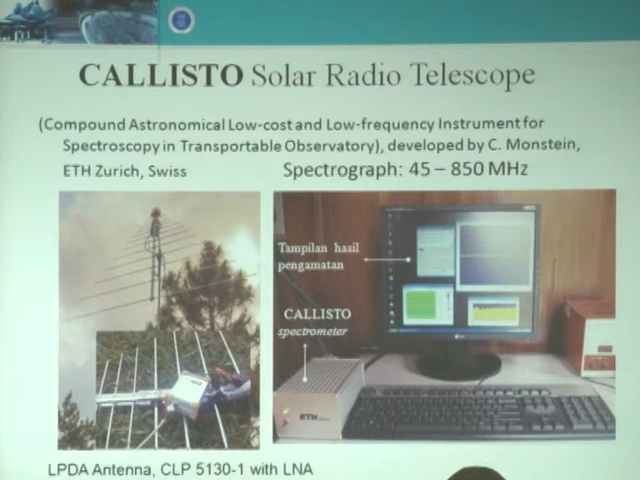 CALLISTO Solar Radio Telescope
(Compound Astronomical Low-cost and Low-frequency Instrument for
Spectroscopy in Transportable Observatory), developed by C. Monstein,
ETH Zurich, Swiss
Spectrograph: 45 – 850 MHz
Tampilan hasil
pengamatan
CALLISTO
spectrometer
ETH
LPDA Antenna, CLP 5130-1 with LNA